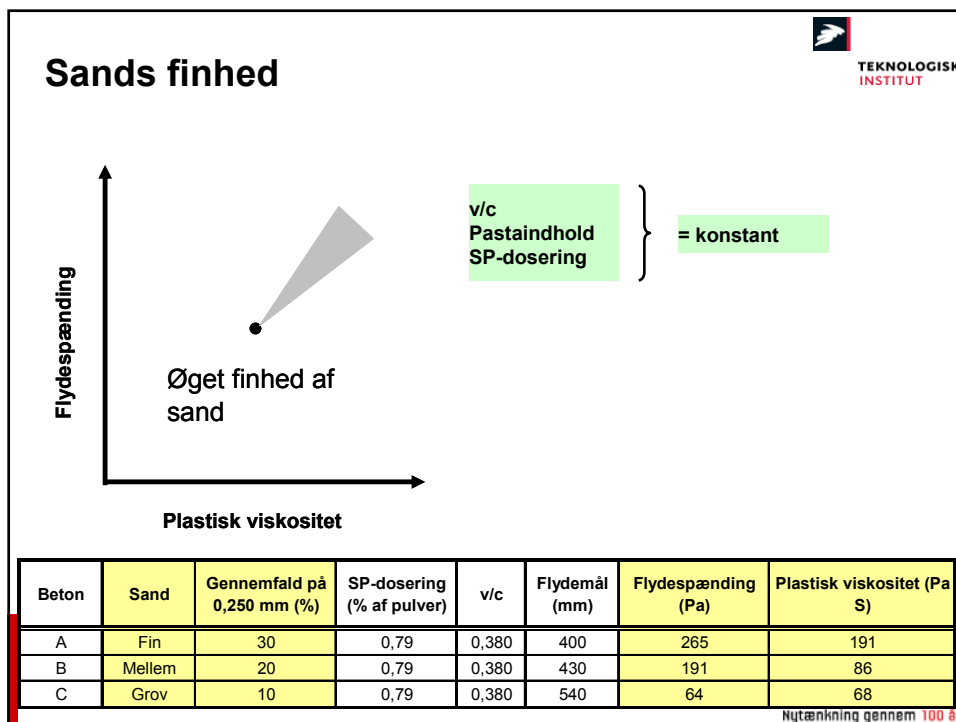 Sands finhed
TEKNOLOGISK
INSTITUT
Flydespænding
Øget finhed af
sand
Plastisk viskositet
v/c
Pastaindhold
SP-dosering
= konstant
Beton Sand Gennemfald på 0,250 mm (%) SP-dosering (% af pulver) v/c Flydemål (mm) Flydespænding (Pa) Plastisk viskositet (Pa S)
A Fin 30 0,79 0,380 400 265 191
B Mellem 20 0,79 0,380 430 191 86
C Grov 10 0,79 0,380 540 64 68
Nytænkning gennem 100 å